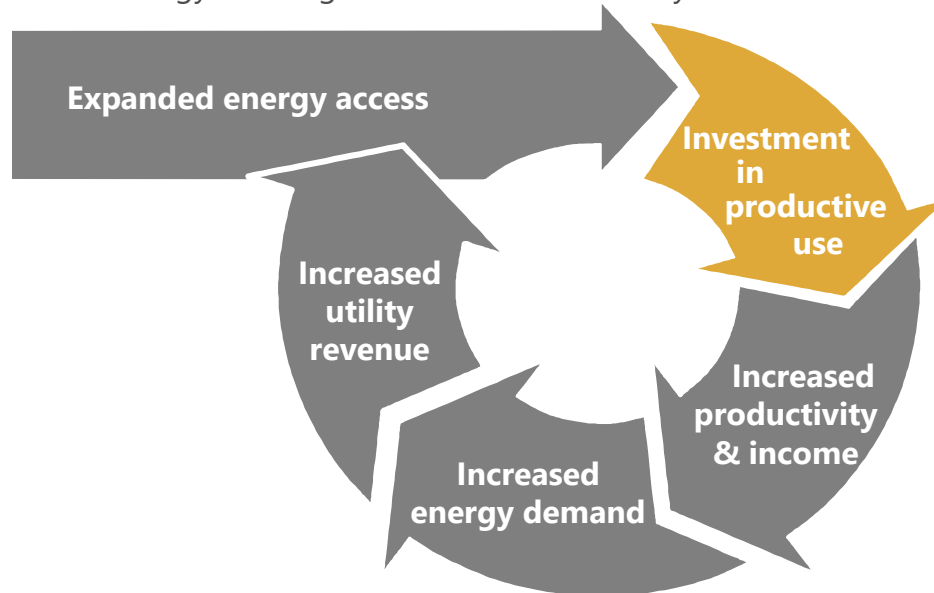 Expanded energy access
Investment
in
productive
use
Increased
productivity
& income
Increased
energy demand
Increased
utility
revenue